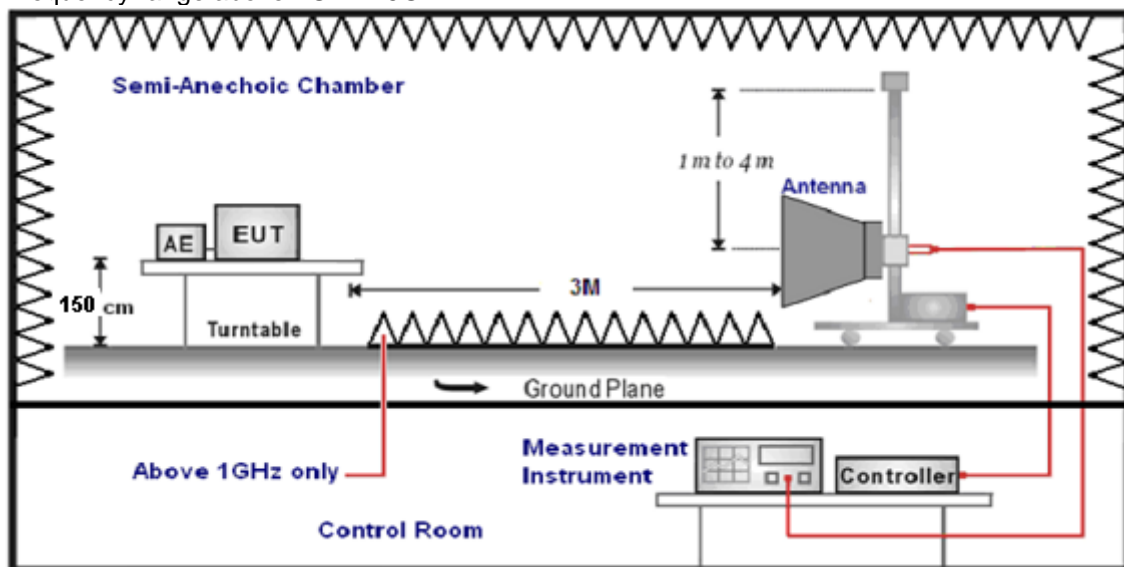 Semi-Anechoic Chamber
1 m to 4 m
Antenna
AE
EUT
150 cm
3M
Turntable
Ground Plane
Above 1GHz only
Measurement
Instrument
Controller
Control Room